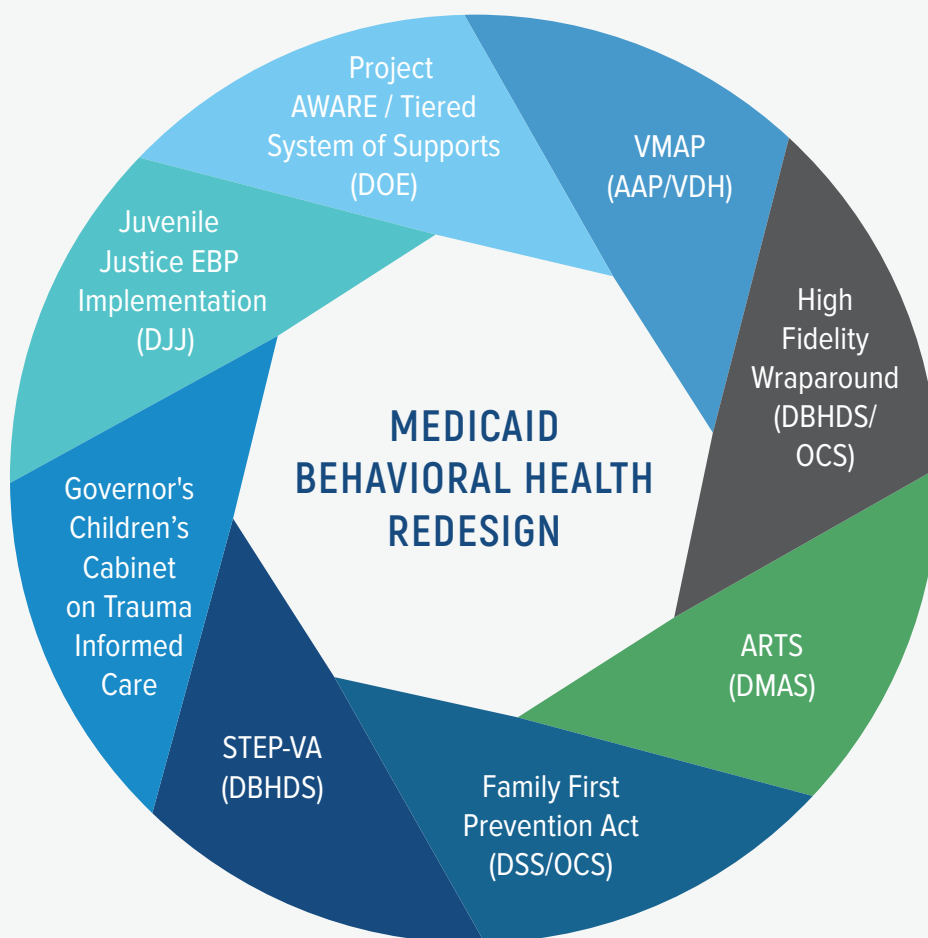 Project
AWARE / Tiered
System of Supports
(DOE)
VMAP
(AAP/VDH)
High
Fidelity
Wraparound
(DBHDS/
OCS)
ARTS
(DMAS)
Family First
Prevention Act
(DSS/OCS)
STEP-VA
(DBHDS)
Governor's
Children’s
Cabinet
on Trauma
Informed
Care
Juvenile
Justice EBP
Implementation
(DJJ)
MEDICAID
BEHAVIORAL HEALTH
REDESIGN